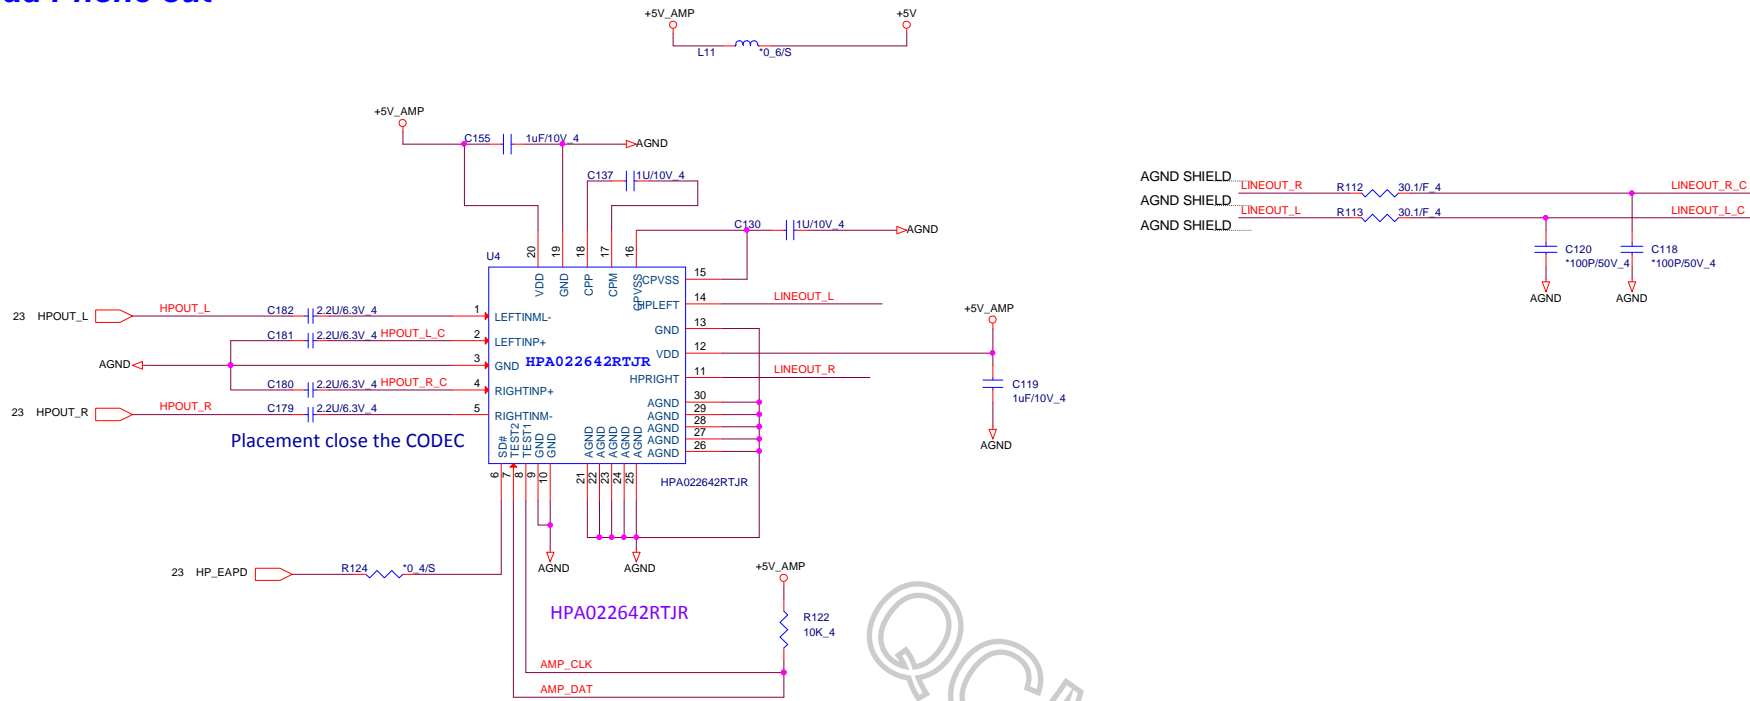 Phone Out
+5V_AMP +5V
L11 *0_6/S
+5V_AMP
C155 1uF/10V_4
AGND
C137 1U/10V_4
C130 1U/10V_4
AGND
AGND SHIELD
LINEOUT_R R112 30.1/F_4 LINEOUT_R_C
AGND SHIELD
LINEOUT_L R113 30.1/F_4 LINEOUT_L_C
AGND SHIELD
C120 *100P/50V_4
C118 *100P/50V_4
AGND AGND
U4
20 19 18 17 16
VDD GND CPP CPM CPVSS
CPVSS 15
HPLEFT 14 LINEOUT_L
GND 13
VDD 12
HPRIGHT 11 LINEOUT_R
AGND 30
AGND 29
AGND 28
AGND 27
AGND 26
+5V_AMP
C119
1uF/10V_4
AGND
23 HPOUT_L HPOUT_L C182 2.2U/6.3V_4 1 LEFTINML-
C181 2.2U/6.3V_4 HPOUT_L_C 2 LEFTINP+
AGND 3 GND
HPA022642RTJR
C180 2.2U/6.3V_4 HPOUT_R_C 4 RIGHTINP+
23 HPOUT_R HPOUT_R C179 2.2U/6.3V_4 5 RIGHTINM-
Placement close the CODEC
SD# TEST2 TEST1 GND GND
AGND AGND AGND AGND AGND
6 7 8 9 10
21 22 23 24 25
HPA022642RTJR
AGND AGND
23 HP_EAPD R124 *0_4/S
+5V_AMP
HPA022642RTJR
R122
10K_4
AMP_CLK
AMP_DAT
QC